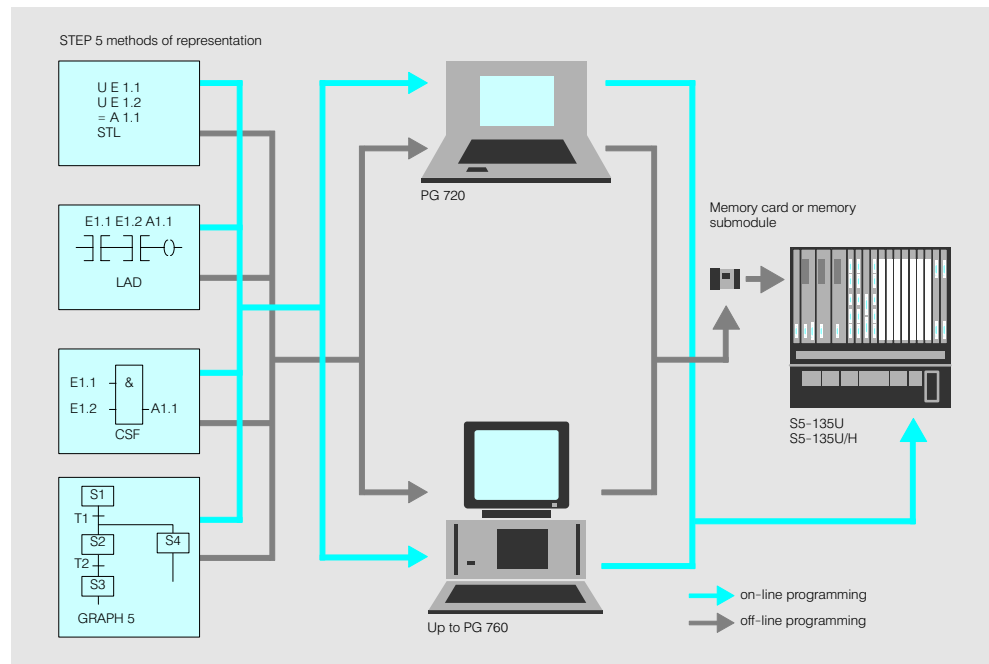 STEP 5 methods of representation
U E 1.1
U E 1.2
= A 1.1
STL
E1.1 E1.2 A1.1
LAD
E1.1
&
E1.2
A1.1
CSF
S1
T1
S2
S4
T2
S3
GRAPH 5
PG 720
Up to PG 760
Memory card or memory
submodule
S5-135U
S5-135U/H
on-line programming
off-line programming